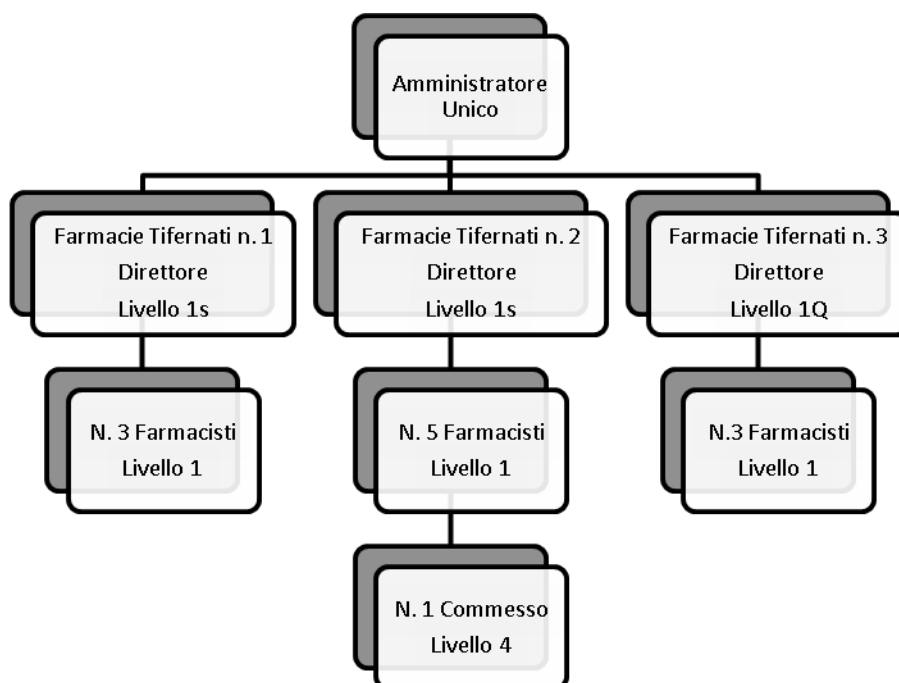 Amministratore
Unico
Farmacie Tifernati n. 1
Direttore
Livello 1s
Farmacie Tifernati n. 2
Direttore
Livello 1s
Farmacie Tifernati n. 3
Direttore
Livello 1Q
N. 3 Farmacisti
Livello 1
N. 5 Farmacisti
Livello 1
N.3 Farmacisti
Livello 1
N. 1 Commesso
Livello 4